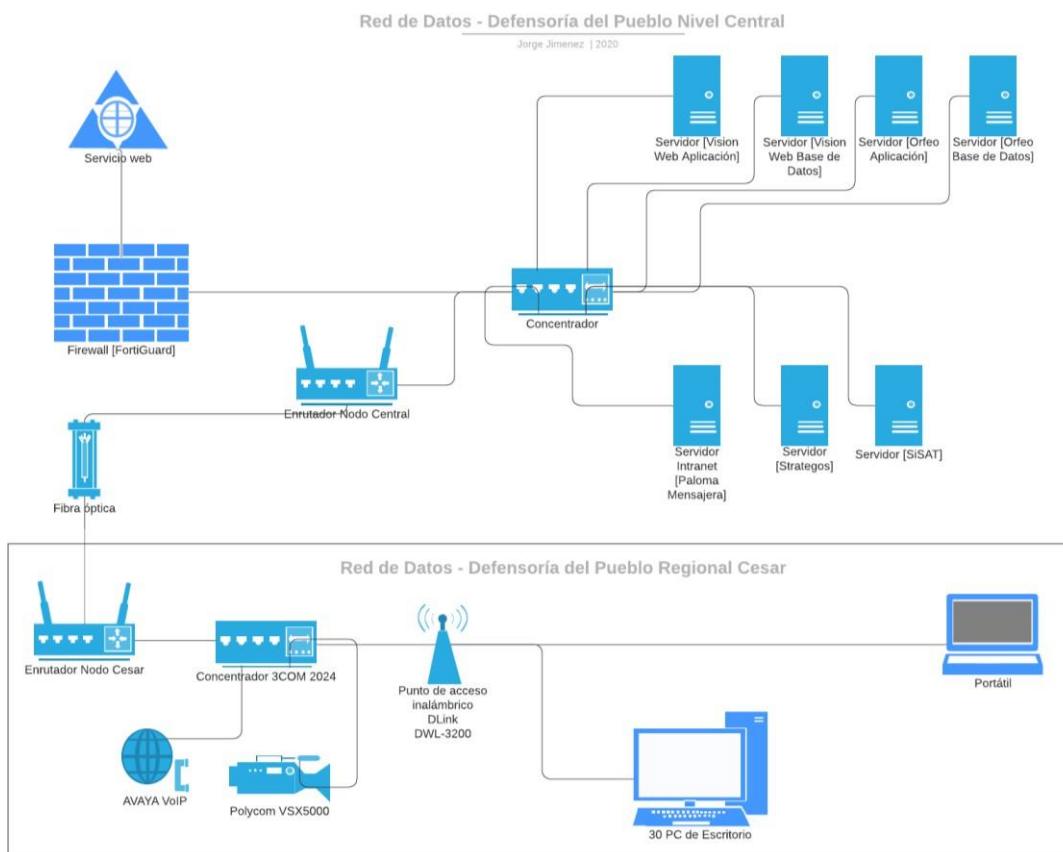 Red de Datos - Defensoría del Pueblo Nivel Central
Jorge Jimenez | 2020
Servicio web
Servidor [Vision
Web Aplicación]
Servidor [Vision
Web Base de
Datos]
Servidor [Orfeo
Aplicación]
Servidor [Orfeo
Base de Datos]
Firewall [FortiGuard]
Concentrador
Enrutador Nodo Central
Servidor
Intranet
[Paloma
Mensajera]
Servidor
[Strategos]
Servidor [SiSAT]
Fibra óptica
Red de Datos - Defensoría del Pueblo Regional Cesar
Enrutador Nodo Cesar
Concentrador 3COM 2024
Punto de acceso
inalámbrico
DLink
DWL-3200
Portátil
AVAYA VoIP
Polycom VSX5000
30 PC de Escritorio